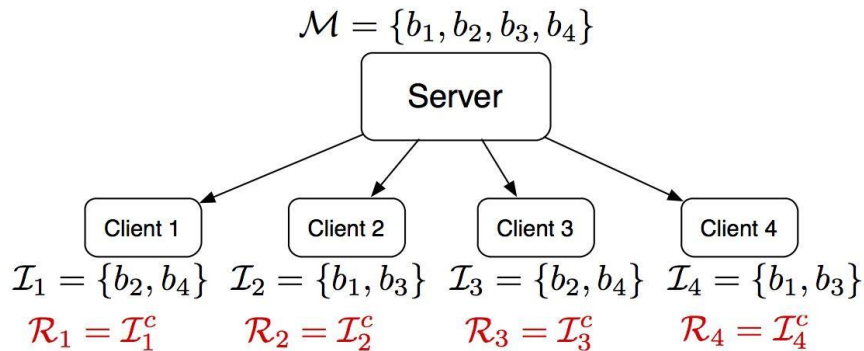 ℳ = {b₁, b₂, b₃, b₄}
Server
Client 1 Client 2 Client 3 Client 4
ℐ₁ = {b₂, b₄} ℐ₂ = {b₁, b₃} ℐ₃ = {b₂, b₄} ℐ₄ = {b₁, b₃}
ℛ₁ = ℐ₁ᶜ ℛ₂ = ℐ₂ᶜ ℛ₃ = ℐ₃ᶜ ℛ₄ = ℐ₄ᶜ